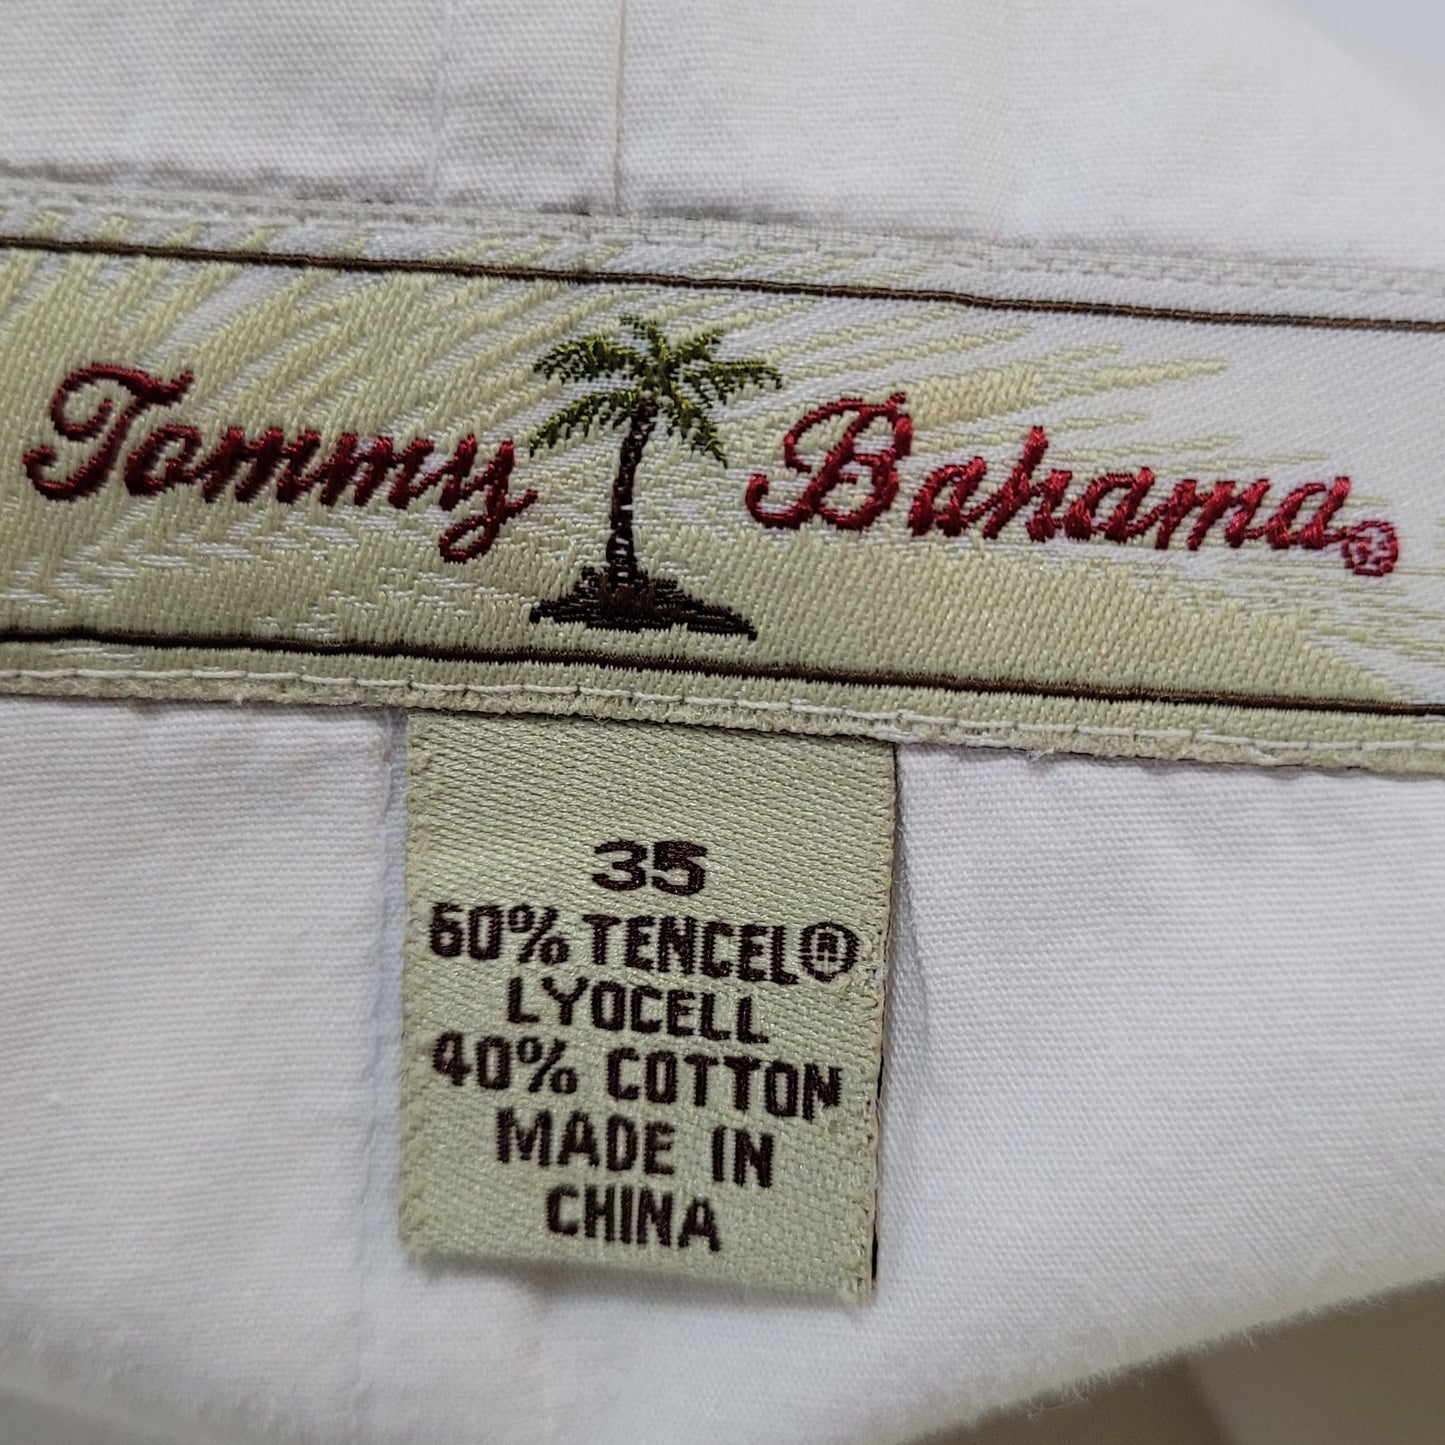 Tommy Bahama®
35
60% TENCEL®
LYOCELL
40% COTTON
MADE IN
CHINA